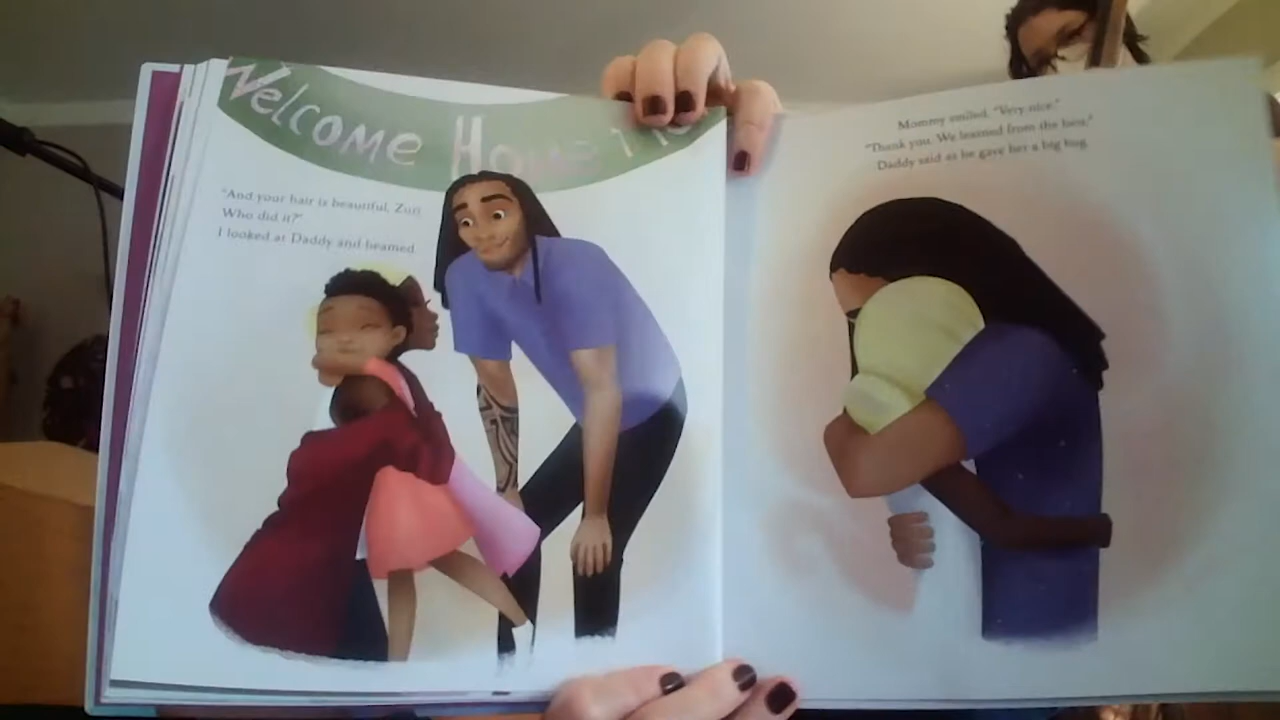 Welcome Home
"And your hair is beautiful, Zuri
Who did it?"
I looked at Daddy and beamed.
Mommy smiled. "Very nice."
"Thank you. We learned from the best,"
Daddy said as he gave her a big hug.